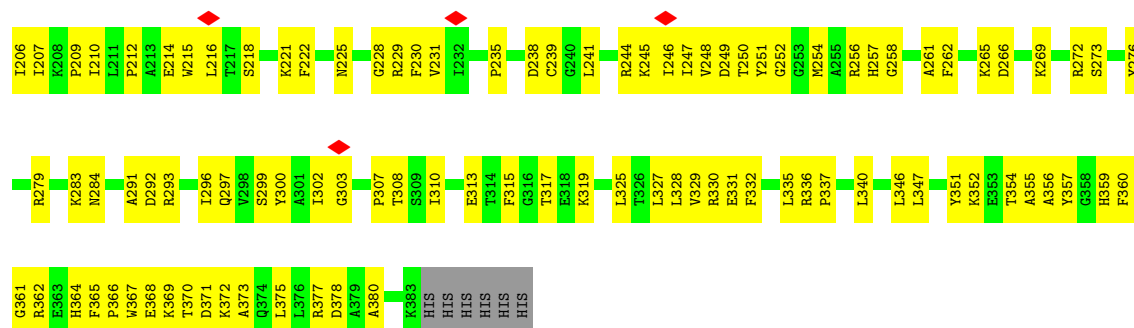 I206 I207 K208 P209 I210 L211 P212 A213 E214 W215 L216 T217 S218 K221 F222 N225 G228 R229 F230 V231 I232 P235 D238 C239 G240 L241 R244 K245 I246 I247 V248 D249 T250 Y251 G252 G253 M254 A255 R256 H257 G258 A261 F262 K265 D266 K269 R272 S273 Y276
R279 K283 N284 A291 D292 R293 I296 Q297 V298 S299 Y300 A301 I302 G303 P307 T308 S309 I310 E313 T314 F315 G316 T317 E318 K319 L325 T326 L327 L328 V329 R330 E331 F332 L335 R336 P337 L340 L346 L347 Y351 K352 E353 T354 A355 A356 Y357 G358 H359 F360
G361 R362 E363 H364 F365 P366 W367 E368 K369 T370 D371 K372 A373 Q374 L375 L376 R377 D378 A379 A380 K383 HIS HIS HIS HIS HIS HIS